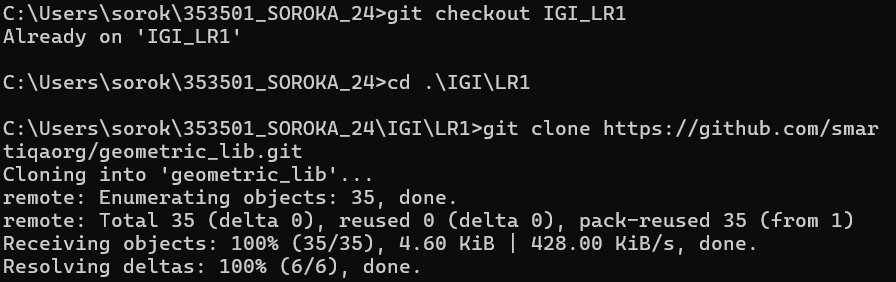 C:\Users\sorok\353501_SOROKA_24>git checkout IGI_LR1
Already on 'IGI_LR1'
C:\Users\sorok\353501_SOROKA_24>cd .\IGI\LR1
C:\Users\sorok\353501_SOROKA_24\IGI\LR1>git clone https://github.com/smar
tiqaorg/geometric_lib.git
Cloning into 'geometric_lib'...
remote: Enumerating objects: 35, done.
remote: Total 35 (delta 0), reused 0 (delta 0), pack-reused 35 (from 1)
Receiving objects: 100% (35/35), 4.60 KiB | 428.00 KiB/s, done.
Resolving deltas: 100% (6/6), done.